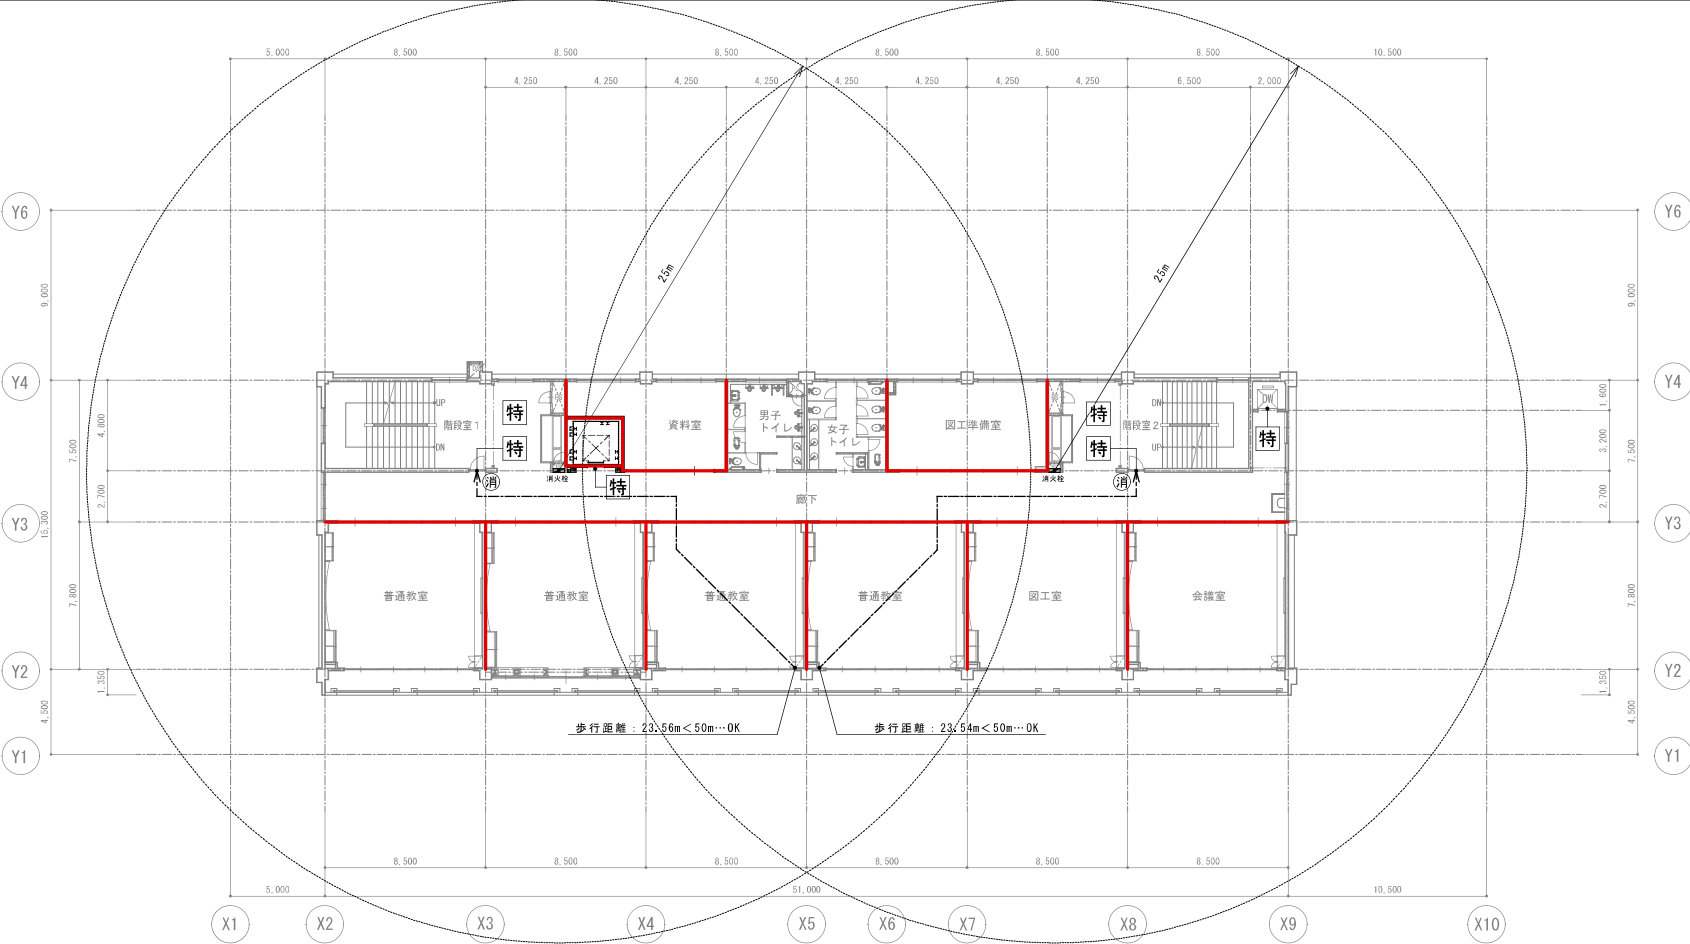 5,000 8,500 8,500 8,500 8,500 8,500 8,500 10,500
4,250 4,250 4,250 4,250 4,250 4,250 4,250 4,250 6,500 2,000
Y6 Y6
25m 25m
9,000 9,000
Y4 Y4
UP DN DW
階段室1 特 資料室 男子
トイレ
女子
トイレ
図工準備室 特 階段室2
DN 特 特 UP 特
4,800 7,500 1,600 3,200 7,500
消火栓 消火栓
消 特 消
廊下
2,700 2,700
Y3 Y3
15,300
普通教室 普通教室 普通教室 普通教室 図工室 会議室
7,800 7,800
Y2 Y2
1,350 1,350
4,500 4,500
歩行距離:23.56m<50m…OK 歩行距離:23.54m<50m…OK
Y1 Y1
8,500 8,500 8,500 8,500 8,500 8,500
5,000 51,000 10,500
X1 X2 X3 X4 X5 X6 X7 X8 X9 X10